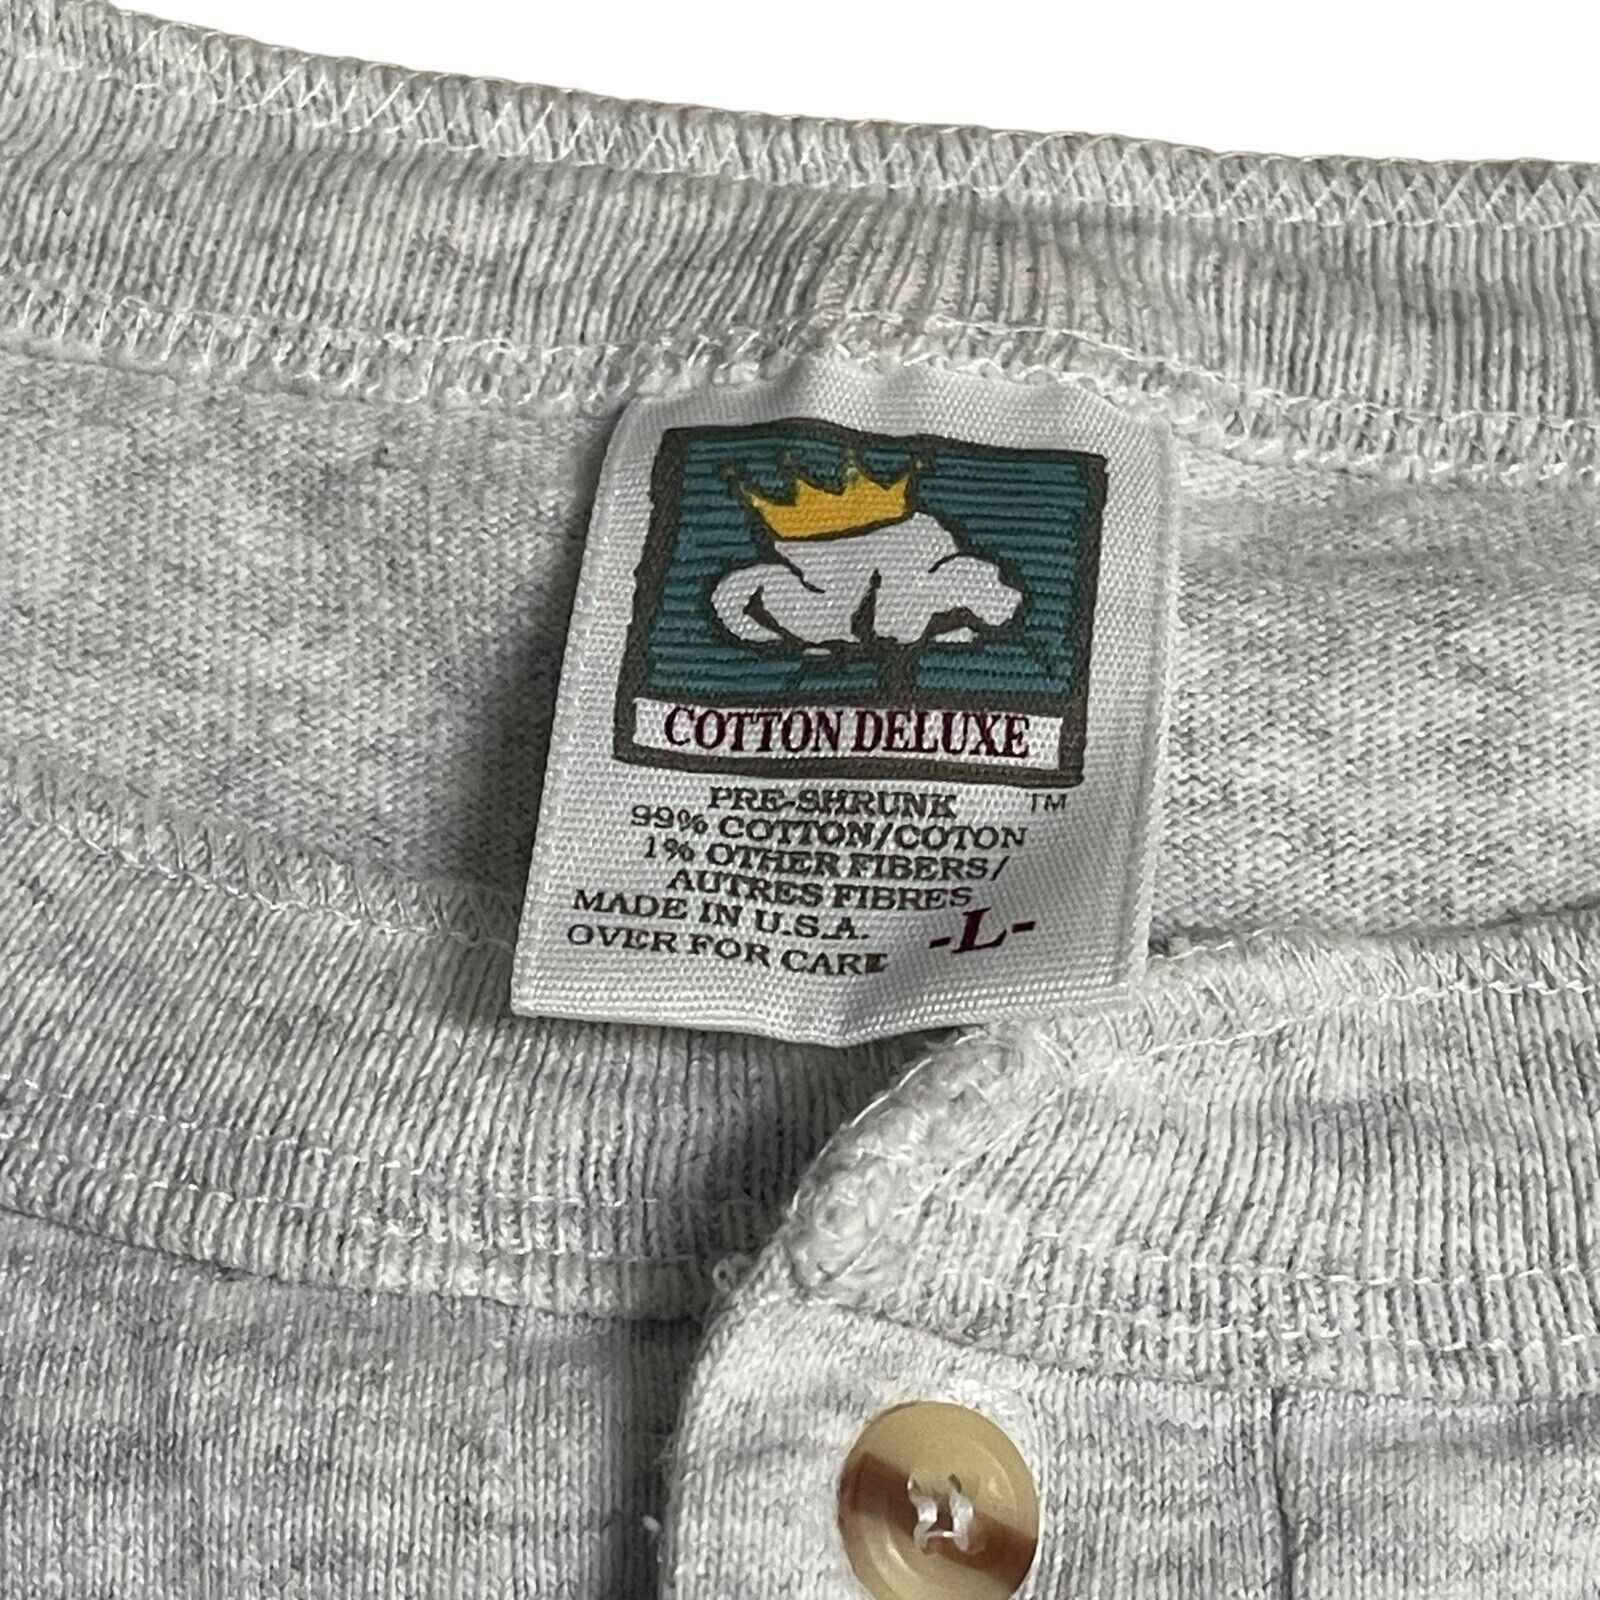 COTTON DELUXE
PRE-SHRUNK TM
99% COTTON/COTON
1% OTHER FIBERS/
AUTRES FIBRES
MADE IN U.S.A. -L-
OVER FOR CARE